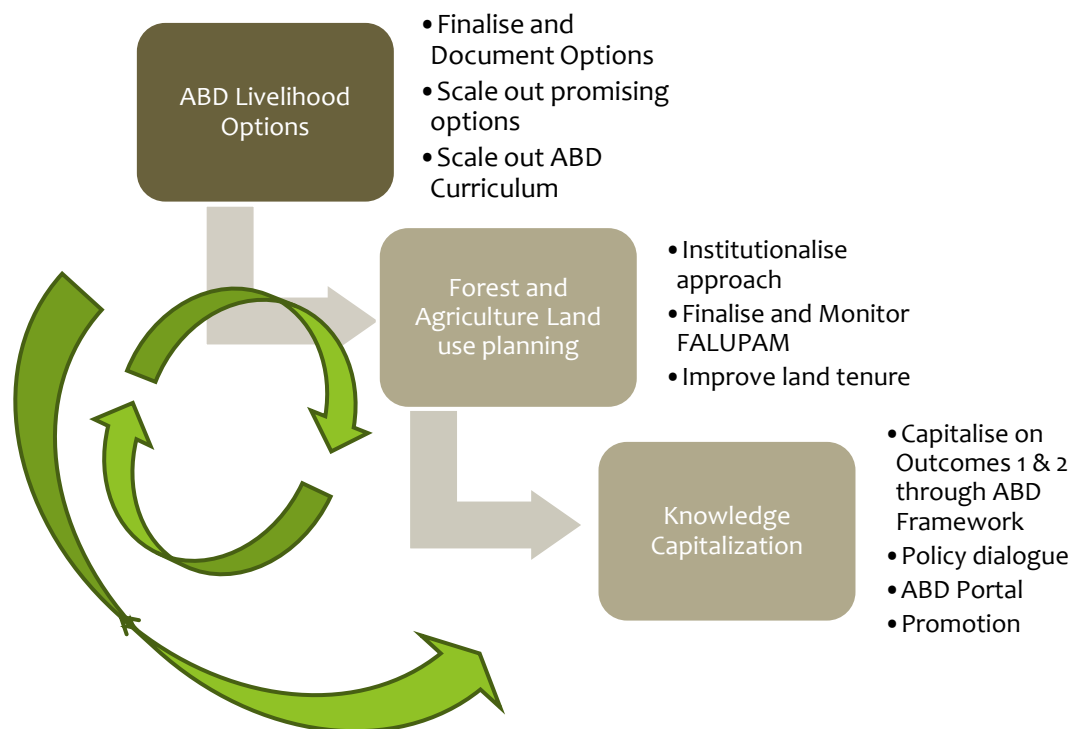 ABD Livelihood
Options
•Finalise and
Document Options
•Scale out promising
options
•Scale out ABD
Curriculum
Forest and
Agriculture Land
use planning
•Institutionalise
approach
•Finalise and Monitor
FALUPAM
•Improve land tenure
Knowledge
Capitalization
•Capitalise on
Outcomes 1 & 2
through ABD
Framework
•Policy dialogue
•ABD Portal
•Promotion